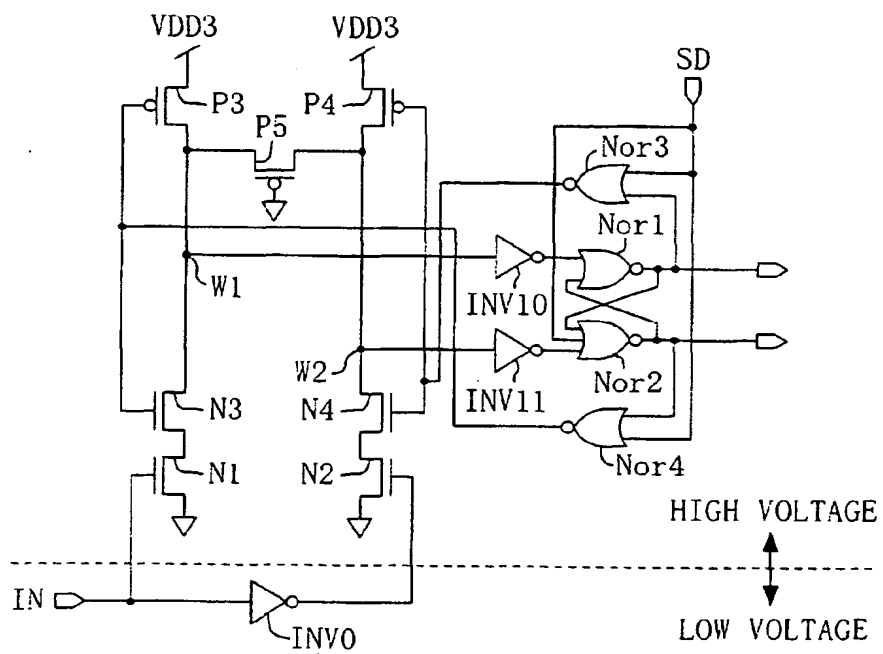 VDD3 VDD3
SD
P3 P4
P5
Nor3
Nor1
W1
INV10
W2
Nor2
N3 N4 INV11
N1 N2 Nor4
HIGH VOLTAGE
IN
INV0
LOW VOLTAGE